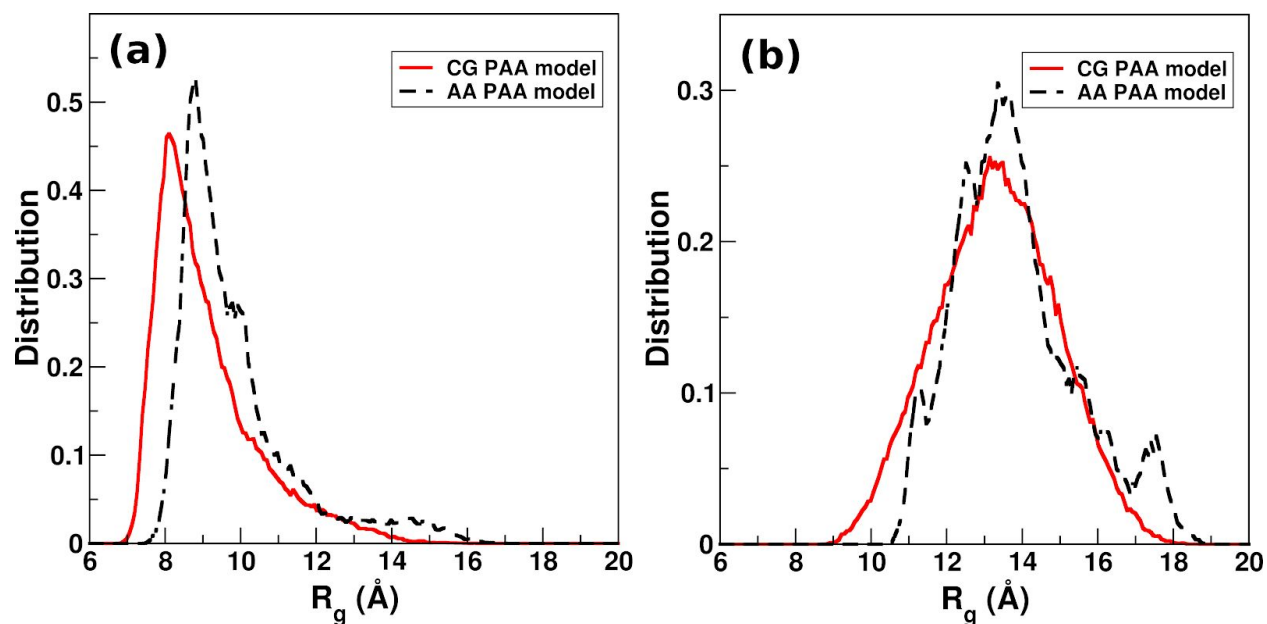 (a)
CG PAA model
AA PAA model
Distribution
0.5
0.4
0.3
0.2
0.1
0
6 8 10 12 14 16 18 20
Rg (Å)
(b)
CG PAA model
AA PAA model
Distribution
0.3
0.2
0.1
0
6 8 10 12 14 16 18 20
Rg (Å)